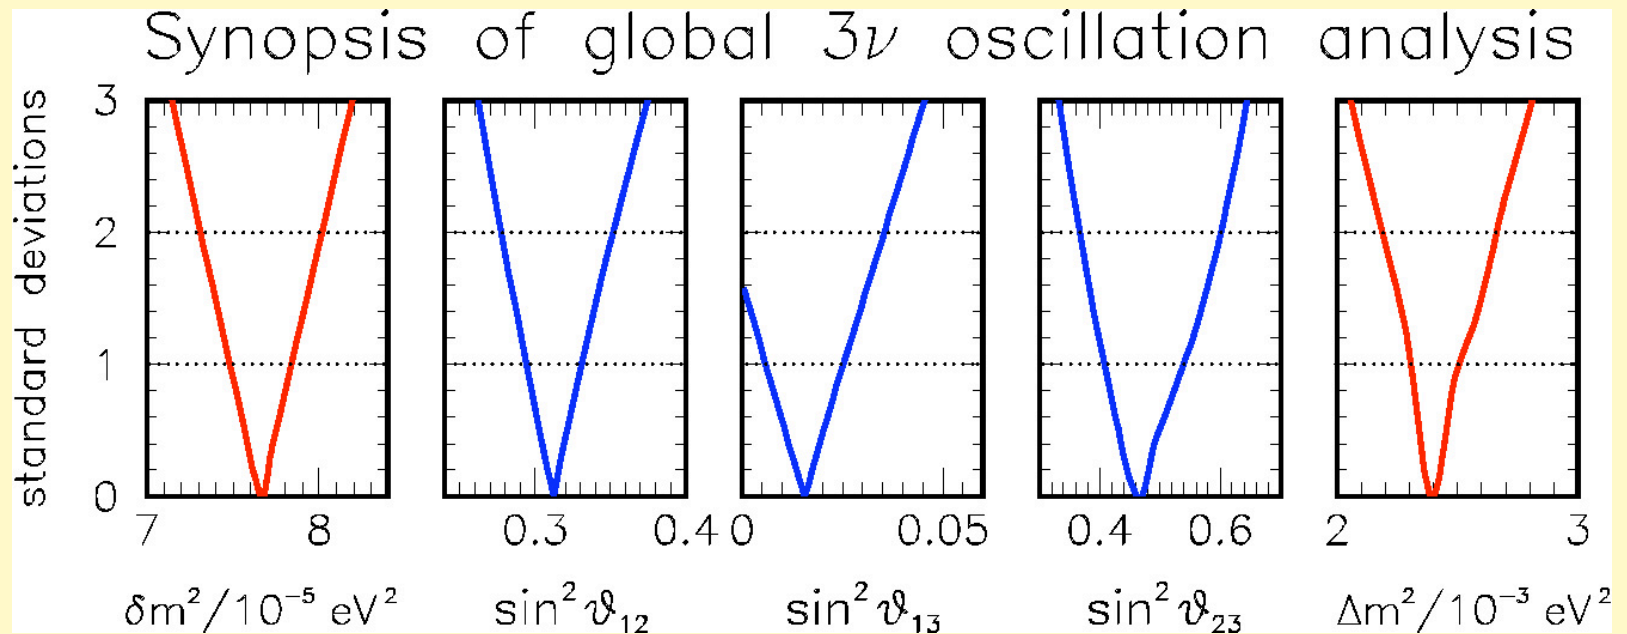 Synopsis of global 3ν oscillation analysis
standard deviations
3
2
1
0
7 8
0.3 0.4
0 0.05
0.4 0.6
2 3
δm²/10⁻⁵ eV²
sin²ϑ₁₂
sin²ϑ₁₃
sin²ϑ₂₃
Δm²/10⁻³ eV²